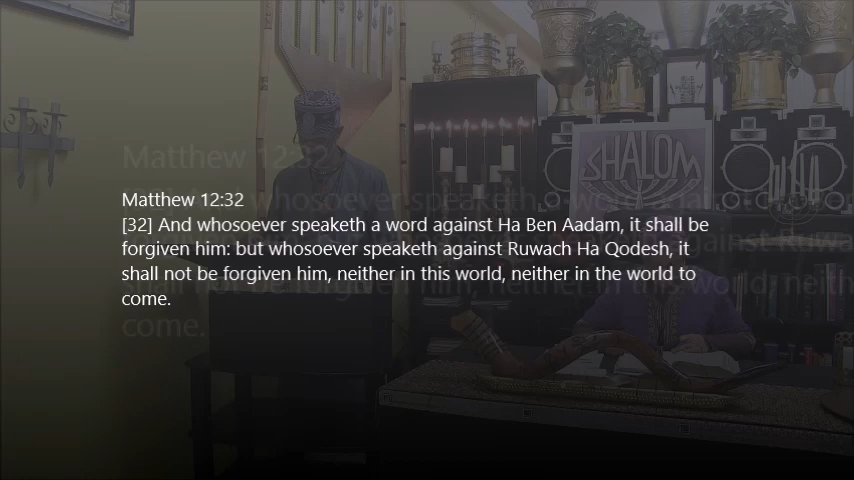 SHALOM
Matthew 12:32
[32] And whosoever speaketh a word against Ha Ben Aadam, it shall be
forgiven him: but whosoever speaketh against Ruwach Ha Qodesh, it
shall not be forgiven him, neither in this world, neither in the world to
come.